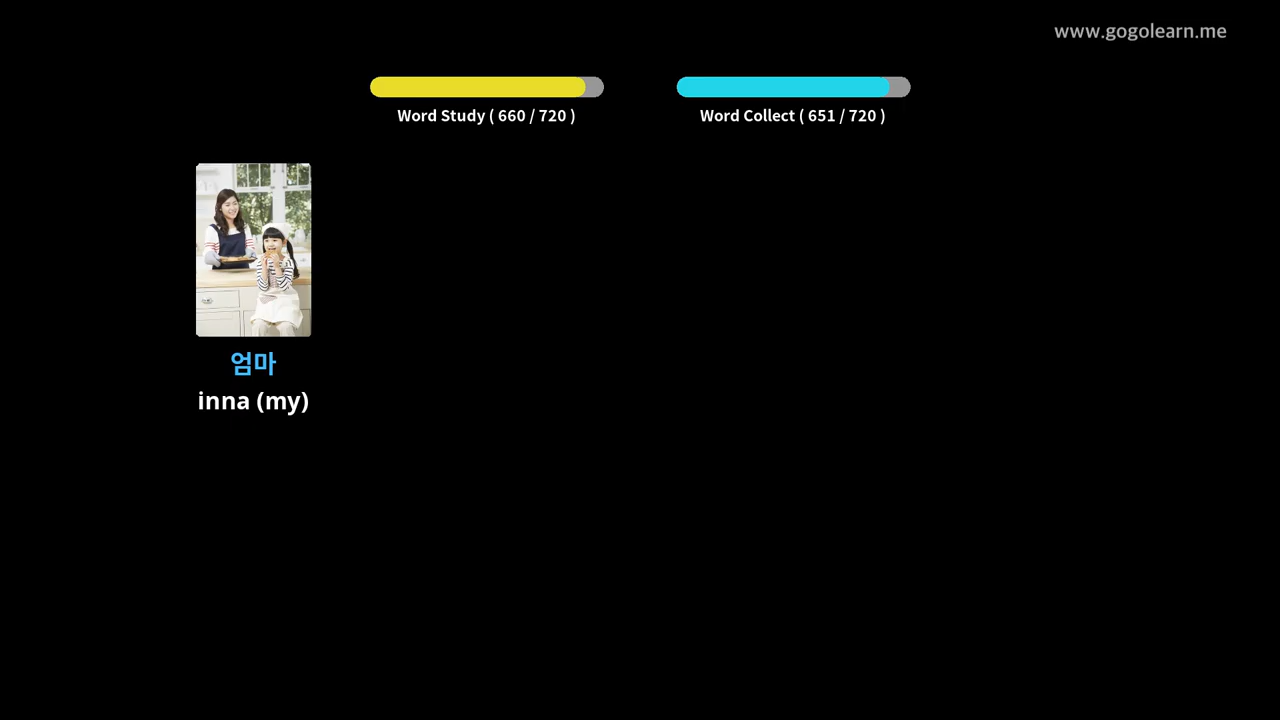 www.gogolearn.me
Word Study ( 660 / 720 )
Word Collect ( 651 / 720 )
엄마
inna (my)